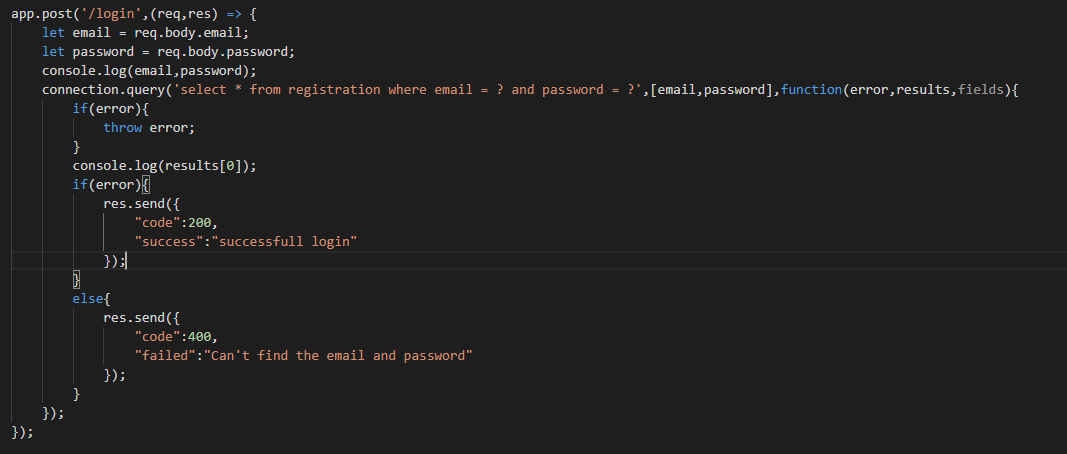 app.post('/login',(req,res) => {
    let email = req.body.email;
    let password = req.body.password;
    console.log(email,password);
    connection.query('select * from registration where email = ? and password = ?',[email,password],function(error,results,fields){
        if(error){
            throw error;
        }
        console.log(results[0]);
        if(error){
            res.send({
                "code":200,
                "success":"successfull login"
            });
        }
        else{
            res.send({
                "code":400,
                "failed":"Can't find the email and password"
            });
        }
    });
});